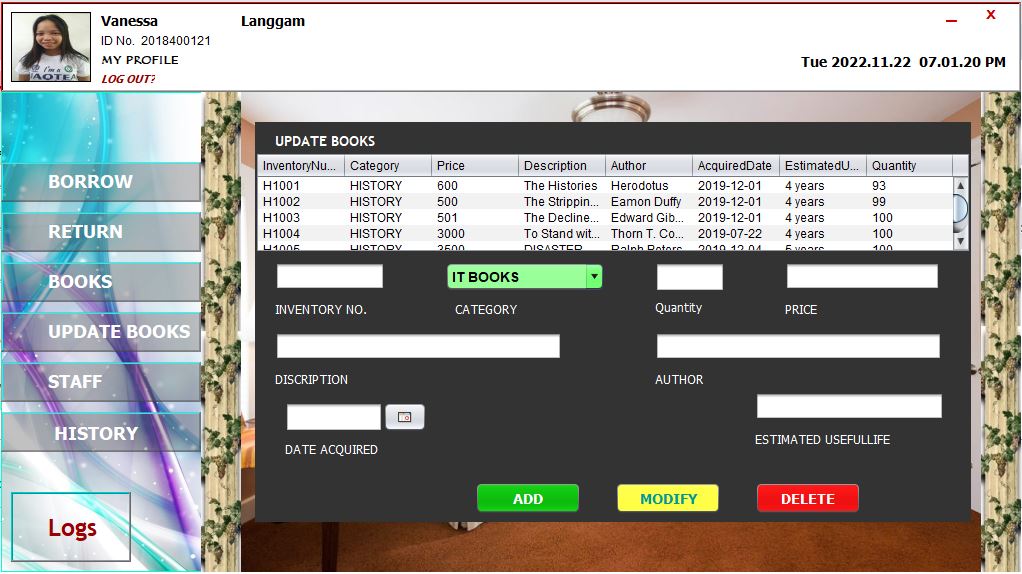 Vanessa Langgam
ID No. 2018400121
MY PROFILE
LOG OUT?
I'm a
X
Tue 2022.11.22 07.01.20 PM
BORROW
RETURN
BOOKS
UPDATE BOOKS
STAFF
HISTORY
Logs
UPDATE BOOKS
InventoryNu... Category Price Description Author AcquiredDate EstimatedU... Quantity
H1001 HISTORY 600 The Histories Herodotus 2019-12-01 4 years 93
H1002 HISTORY 500 The Strippin... Eamon Duffy 2019-12-01 4 years 99
H1003 HISTORY 501 The Decline... Edward Gib... 2019-12-01 4 years 100
H1004 HISTORY 3000 To Stand wit... Thorn T. Co... 2019-07-22 4 years 100
H1005 HISTORY 3500 DISASTER Ralph Peters 2019-12-04 5 years 100
IT BOOKS
INVENTORY NO. CATEGORY Quantity PRICE
DISCRIPTION AUTHOR
DATE ACQUIRED ESTIMATED USEFULLIFE
ADD MODIFY DELETE